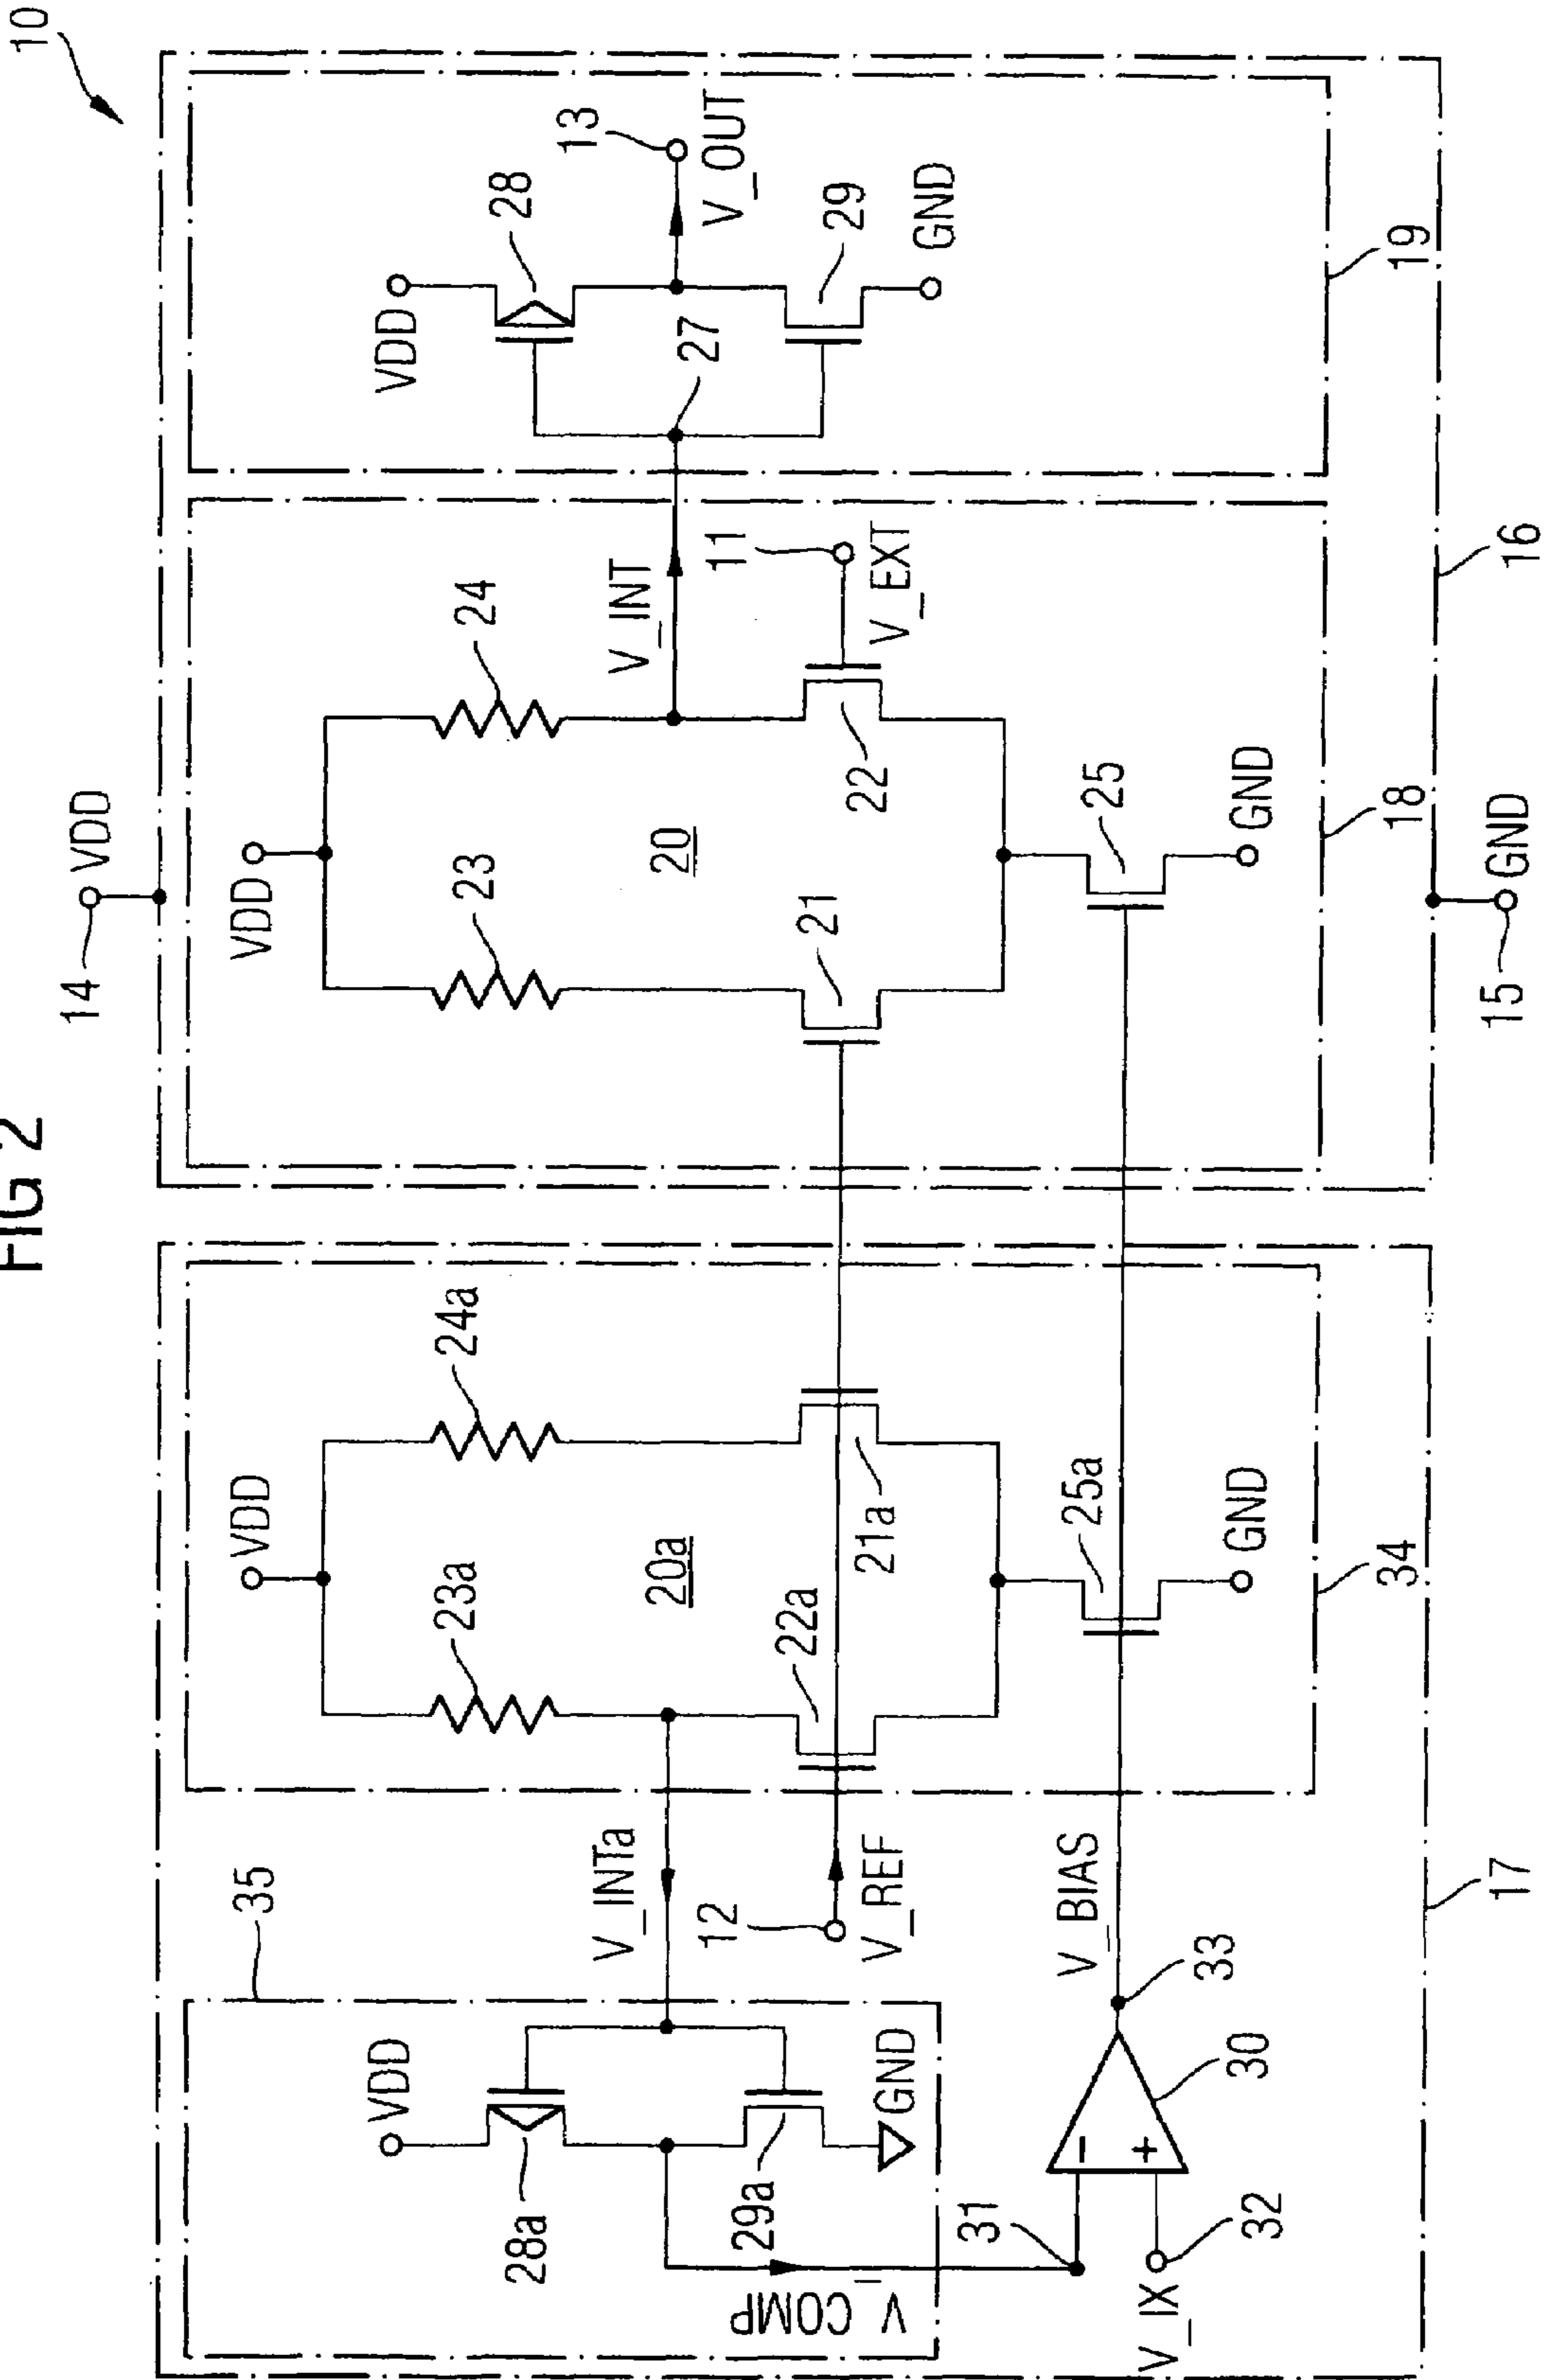 FIG 2
10
14
VDD
35
VDD
28a
29a
GND
V_COMP
V_INTa
12
V_REF
31
V_IX
32
30
33
V_BIAS
17
VDD
23a
24a
20a
22a
21a
25a
GND
34
VDD
23
24
20
21
22
V_INT
11
V_EXT
25
GND
18
VDD
28
27
13
V_OUT
29
GND
19
16
15
GND